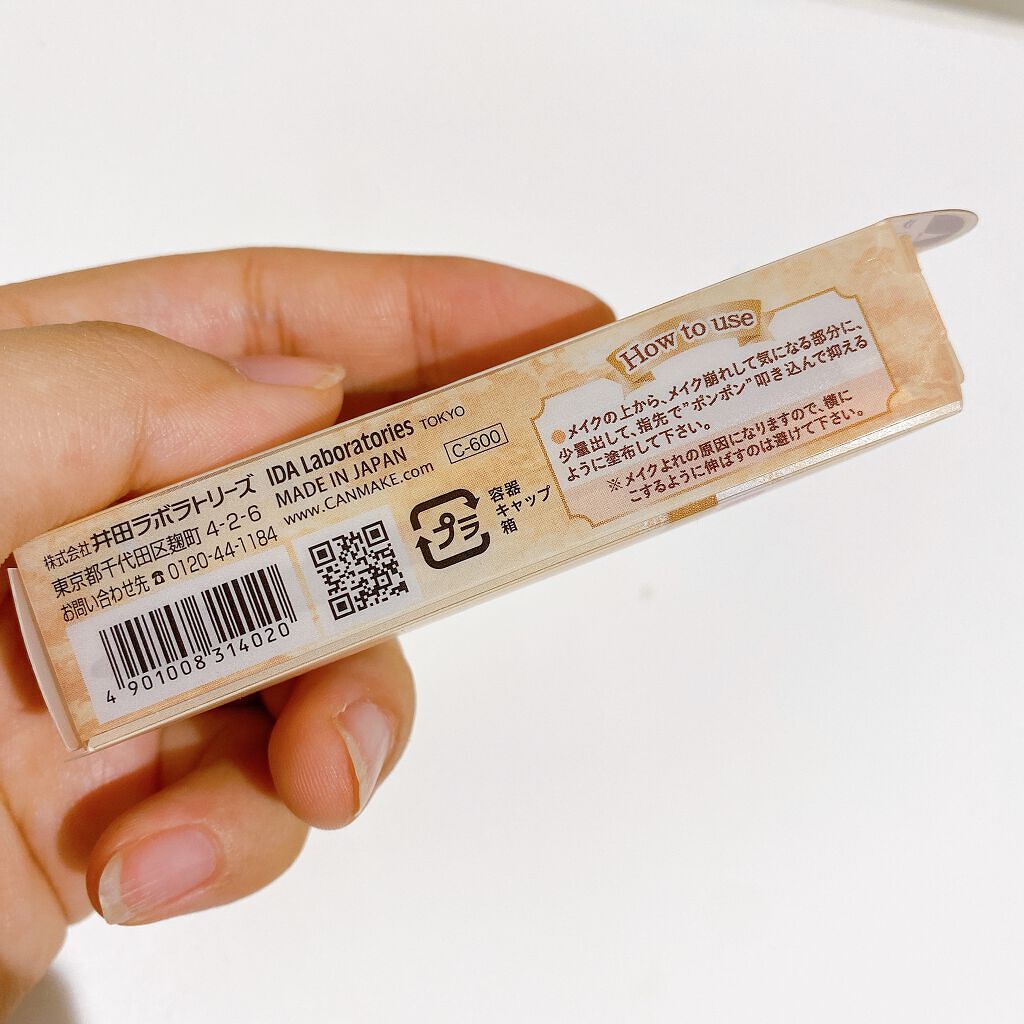 株式会社 井田ラボラトリーズ IDA Laboratories TOKYO
東京都千代田区麹町 4-2-6 MADE IN JAPAN
お問い合わせ先☎0120-44-1184 www.CANMAKE.com
C-600
4 901008 314020
プラ
容器
キャップ
箱
How to use
●メイクの上から、メイク崩れして気になる部分に、
少量出して、指先で"ポンポン"叩き込んで抑える
ように塗布して下さい。
※メイクよれの原因になりますので、横に
こするように伸ばすのは避けて下さい。